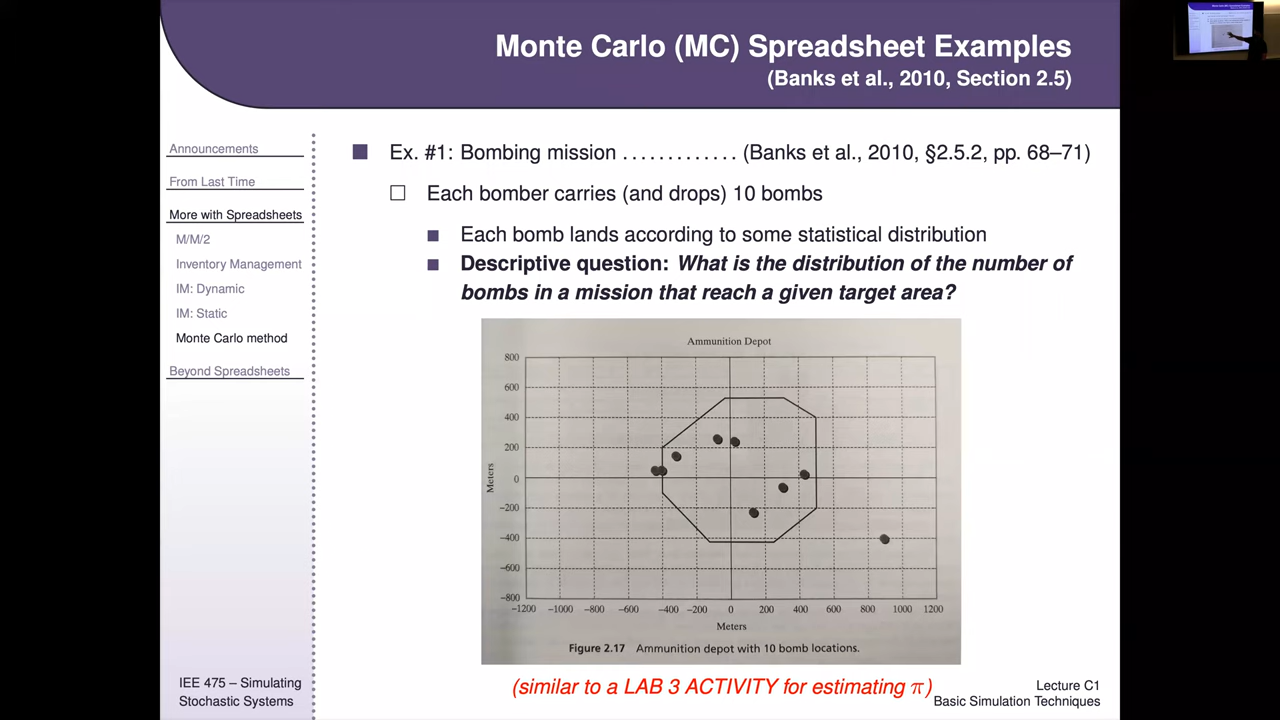 Monte Carlo (MC) Spreadsheet Examples
(Banks et al., 2010, Section 2.5)
Announcements
From Last Time
More with Spreadsheets
M/M/2
Inventory Management
IM: Dynamic
IM: Static
Monte Carlo method
Beyond Spreadsheets
Ex. #1: Bombing mission ............. (Banks et al., 2010, §2.5.2, pp. 68–71)
Each bomber carries (and drops) 10 bombs
Each bomb lands according to some statistical distribution
Descriptive question: What is the distribution of the number of
bombs in a mission that reach a given target area?
Ammunition Depot
800
600
400
200
0
−200
−400
−600
−800
Meters
−1200 −1000 −800 −600 −400 −200 0 200 400 600 800 1000 1200
Meters
Figure 2.17 Ammunition depot with 10 bomb locations.
(similar to a LAB 3 ACTIVITY for estimating π)
IEE 475 – Simulating
Stochastic Systems
Lecture C1
Basic Simulation Techniques